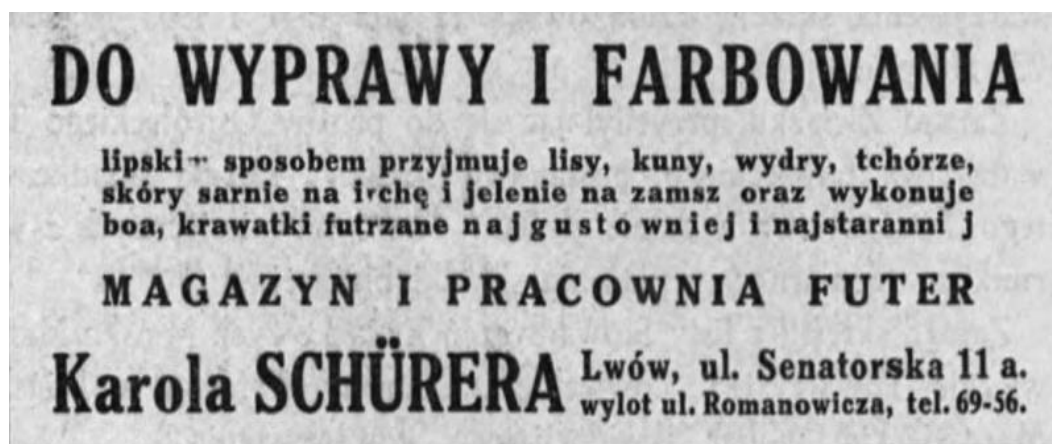 DO WYPRAWY I FARBOWANIA
lipski- sposobem przyjmuje lisy, kuny, wydry, tchórze,
skóry sarnie na irchę i jelenie na zamsz oraz wykonuje
boa, krawatki futrzane najgustowniej i najstaranni j
MAGAZYN I PRACOWNIA FUTER
Karola SCHÜRERA
Lwów, ul. Senatorska 11 a.
wylot ul. Romanowicza, tel. 69-56.